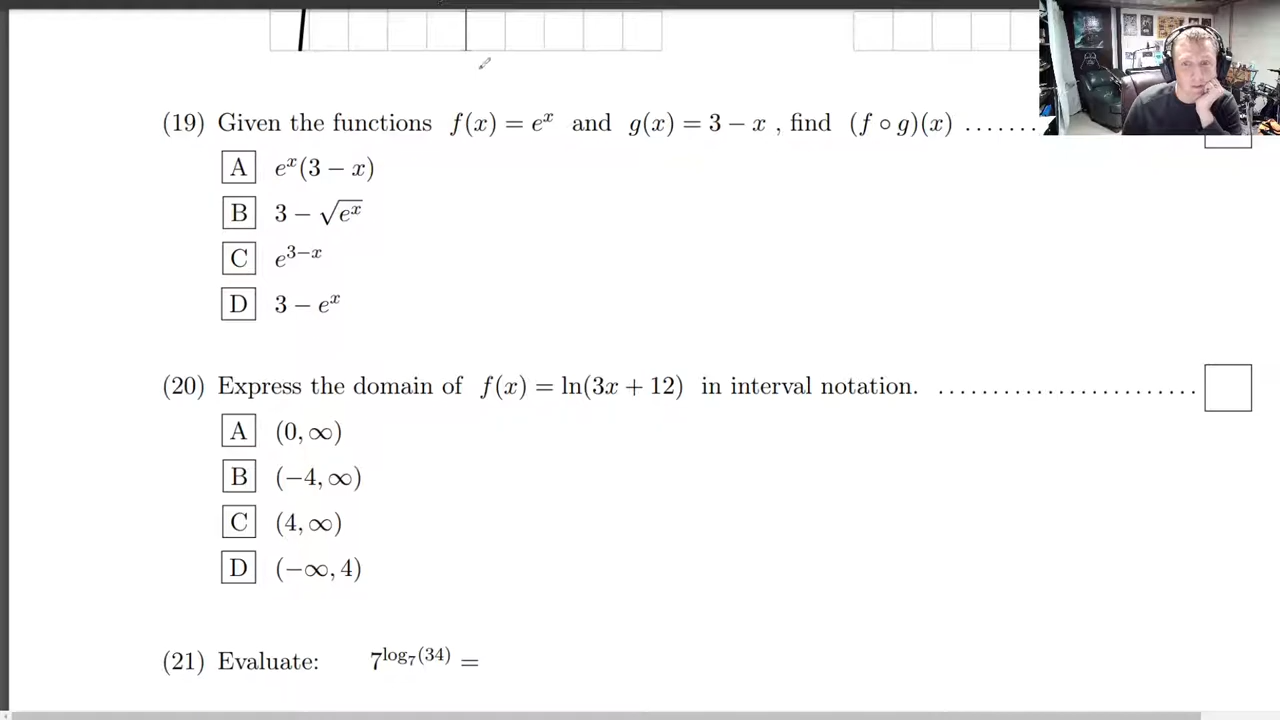 (19) Given the functions f(x) = e^x and g(x) = 3 − x , find (f ∘ g)(x) .......
A e^x(3 − x)
B 3 − √(e^x)
C e^(3−x)
D 3 − e^x
(20) Express the domain of f(x) = ln(3x + 12) in interval notation. ........................
A (0, ∞)
B (−4, ∞)
C (4, ∞)
D (−∞, 4)
(21) Evaluate: 7^(log_7(34)) =